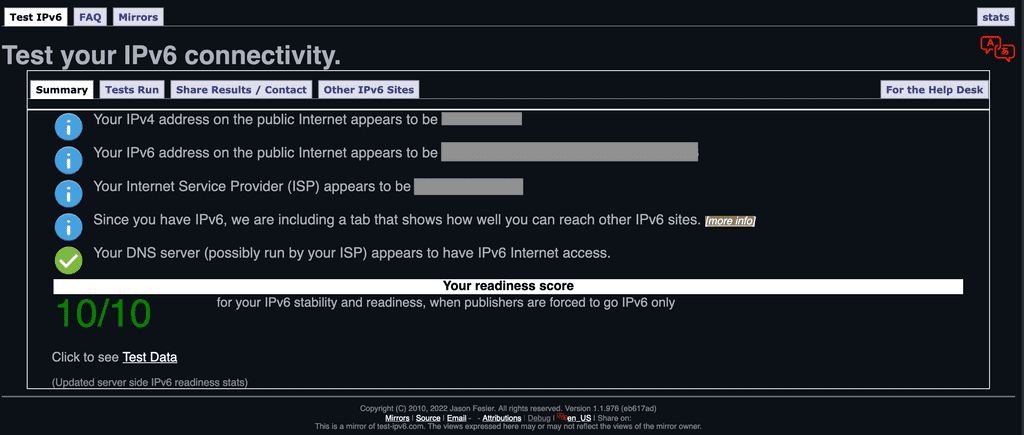 Test IPv6 FAQ Mirrors stats
Test your IPv6 connectivity.
Summary Tests Run Share Results / Contact Other IPv6 Sites For the Help Desk
Your IPv4 address on the public Internet appears to be
Your IPv6 address on the public Internet appears to be
Your Internet Service Provider (ISP) appears to be
Since you have IPv6, we are including a tab that shows how well you can reach other IPv6 sites. [more info]
Your DNS server (possibly run by your ISP) appears to have IPv6 Internet access.
Your readiness score
10/10 for your IPv6 stability and readiness, when publishers are forced to go IPv6 only
Click to see Test Data
(Updated server side IPv6 readiness stats)
Copyright (C) 2010, 2022 Jason Fesler. All rights reserved. Version 1.1.976 (eb617ad)
Mirrors | Source | Email - - Attributions | Debug | en_US | Share on:
This is a mirror of test-ipv6.com. The views expressed here may or may not reflect the views of the mirror owner.